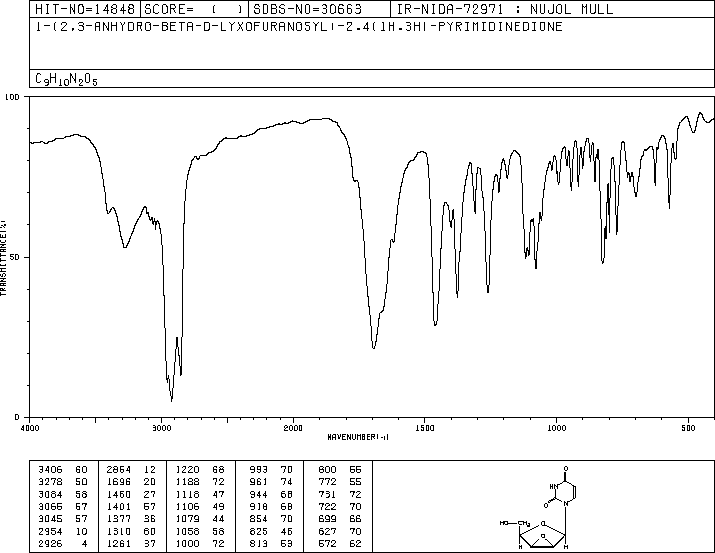 HIT-NO=14848 SCORE= ( ) SDBS-NO=30663 IR-NIDA-72971 : NUJOL MULL
1-(2,3-ANHYDRO-BETA-D-LYXOFURANOSYL)-2.4(1H.3H)-PYRIMIDINEDIONE
C9H10N2O5
100
50
0
TRANSMITTANCE(%)
4000 3000 2000 1500 1000 500
WAVENUMBER(-1)
3406 60 2854 12 1220 68 993 70 800 55
3278 50 1696 20 1188 72 961 74 772 55
3084 58 1460 27 1118 47 944 68 731 72
3065 57 1401 57 1106 49 918 68 722 70
3045 57 1377 36 1079 44 854 70 699 66
2954 10 1310 60 1058 58 825 46 627 70
2926 4 1261 37 1000 72 813 53 572 62
O
HN
O N
HO CH2 O
O
H H